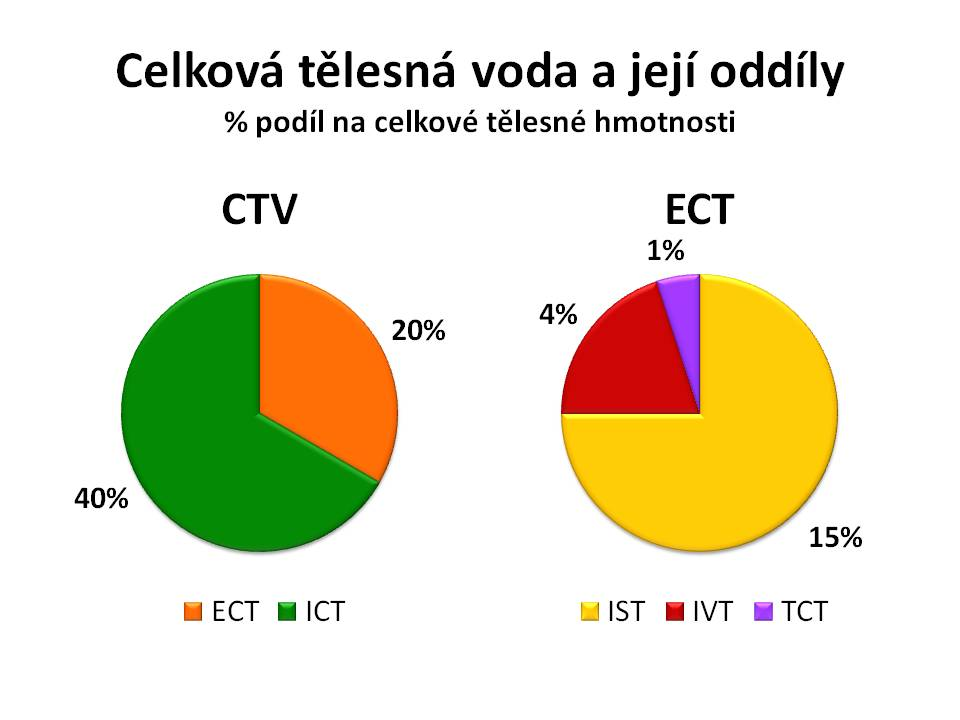 Celková tělesná voda a její oddíly
% podíl na celkové tělesné hmotnosti
CTV
20%
40%
ECT ICT
ECT
1%
4%
15%
IST IVT TCT